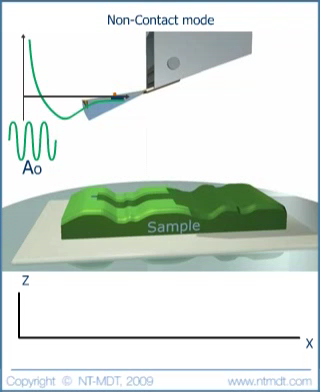 Non-Contact mode
Ao
Sample
Z
X
Copyright © NT-MDT, 2009 www.ntmdt.com